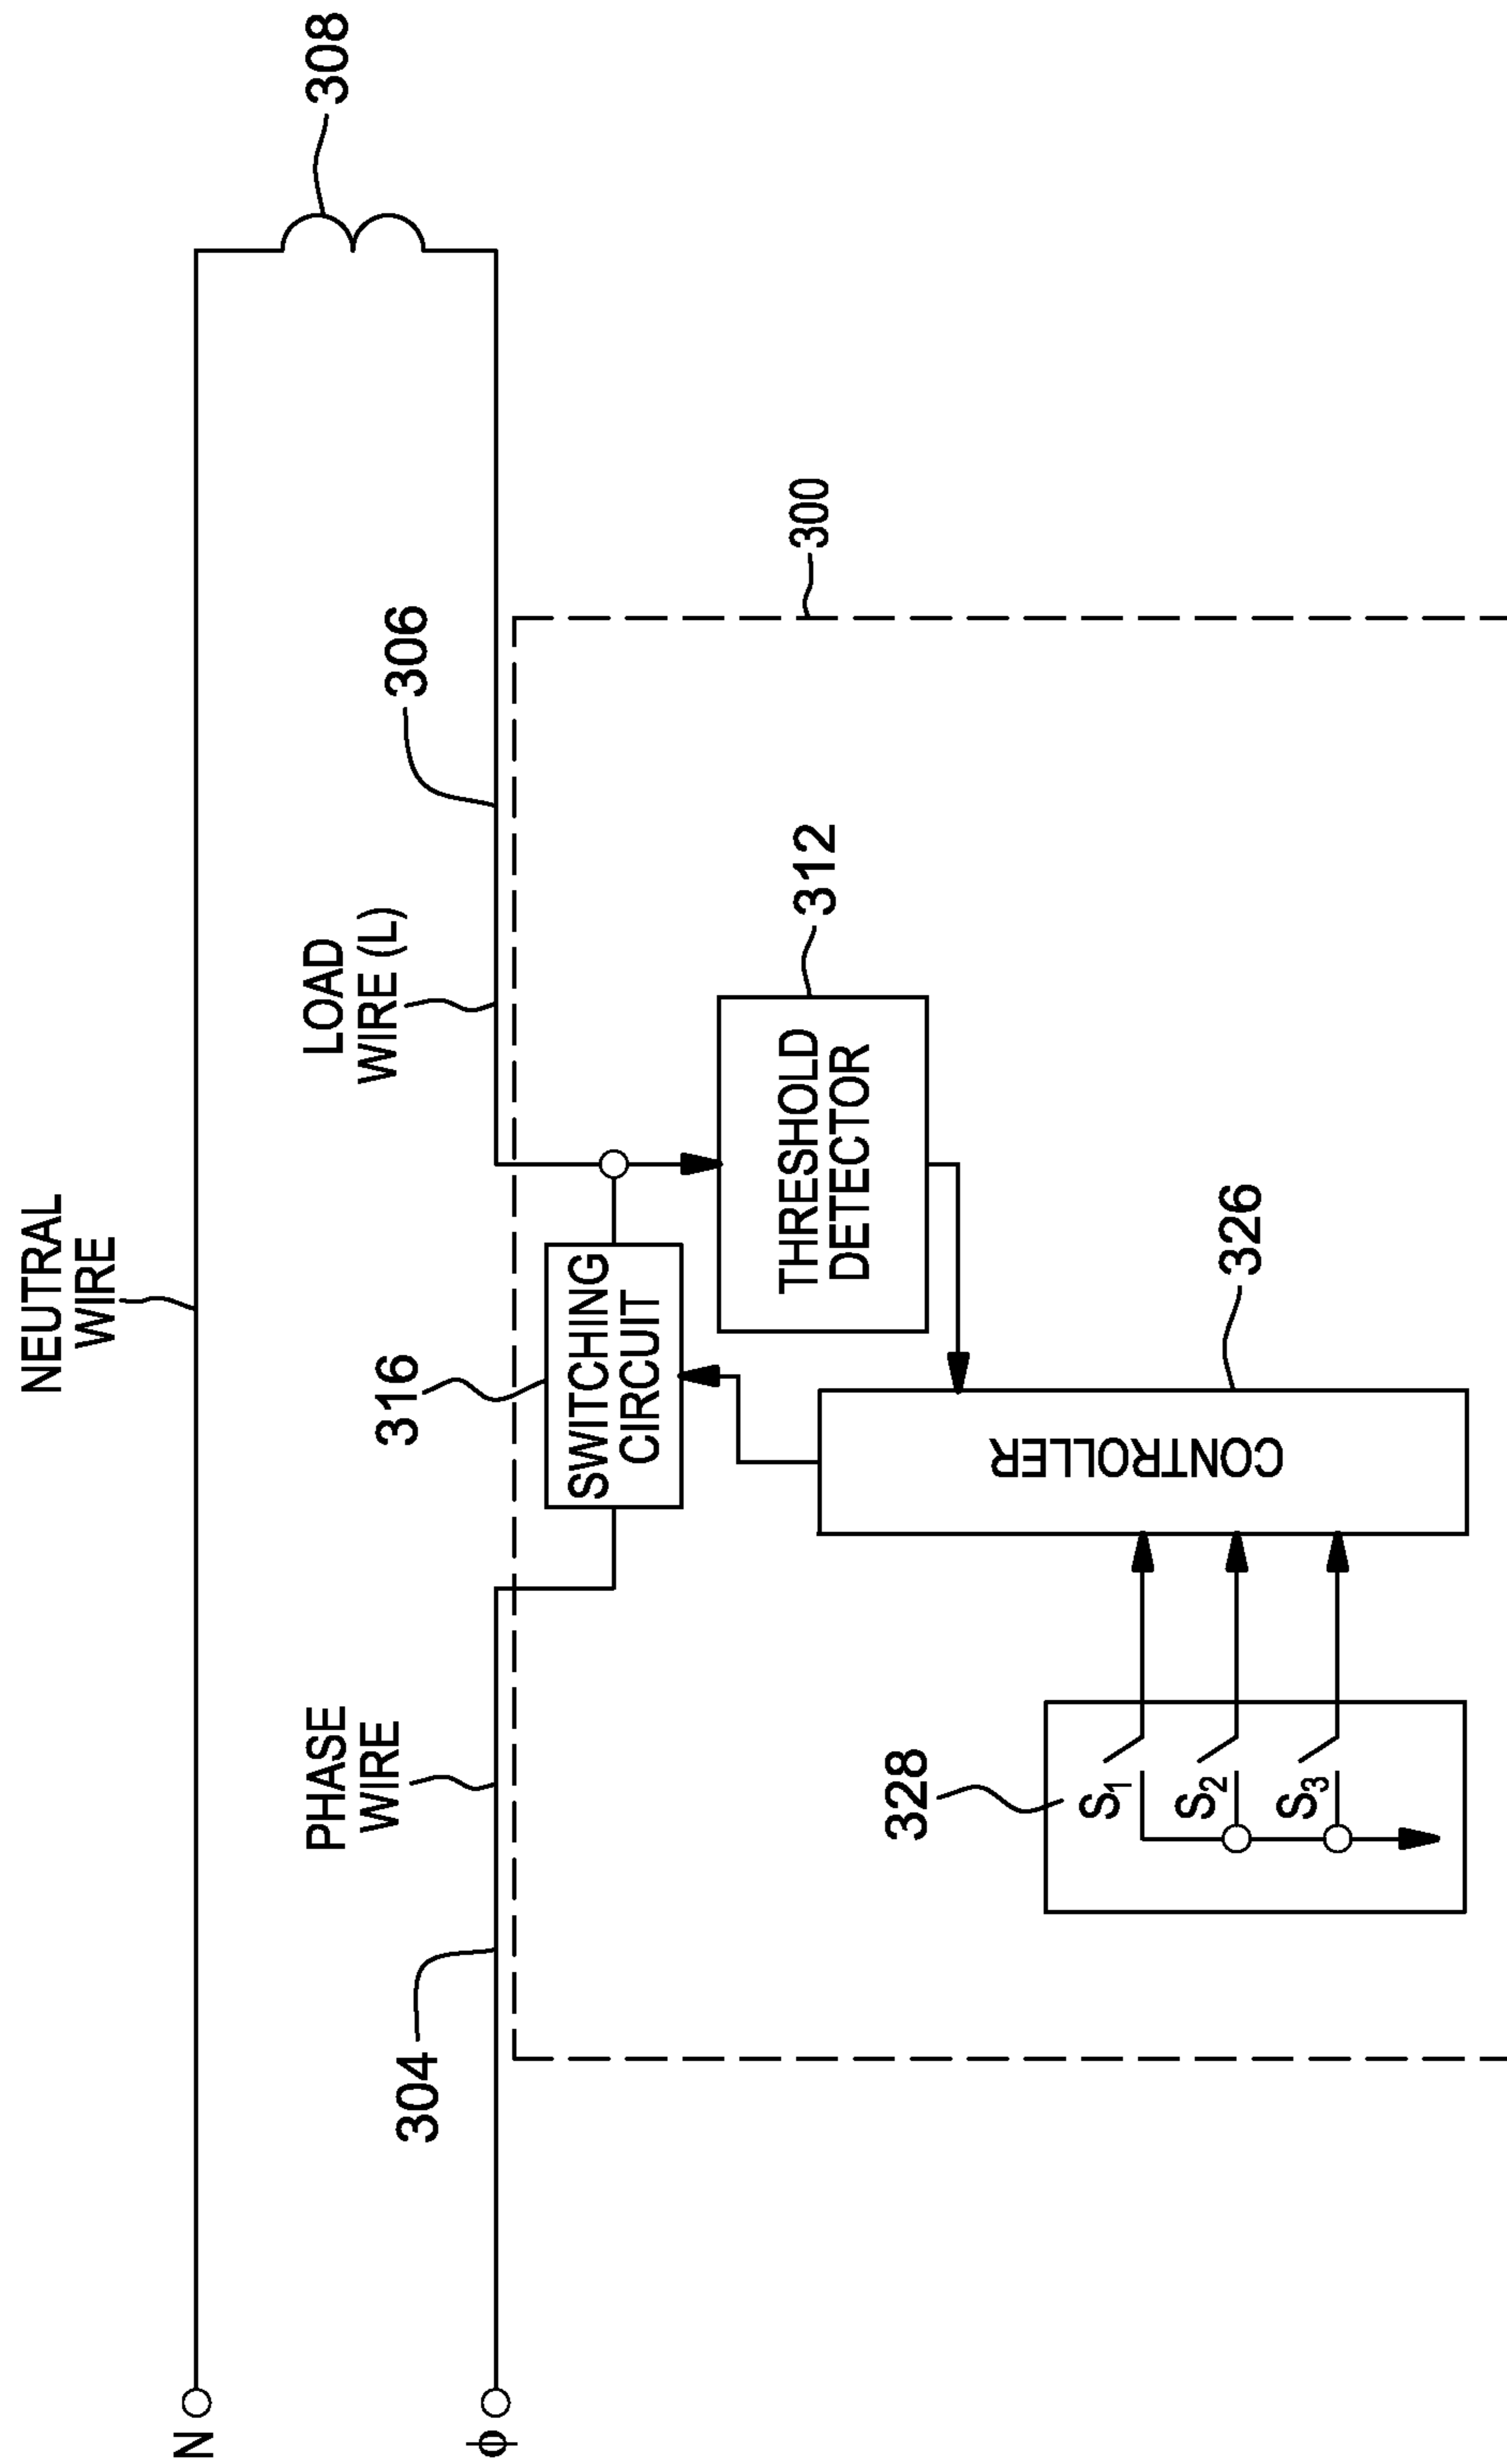 NEUTRAL
WIRE
308
LOAD
WIRE (L)
306
PHASE
WIRE
304
N
ϕ
316
SWITCHING
CIRCUIT
300
312
THRESHOLD
DETECTOR
326
CONTROLLER
328
S₁
S₂
S₃